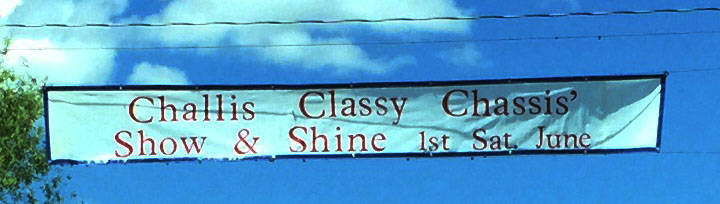 Challis Classy Chassis'
Show & Shine 1st Sat. June